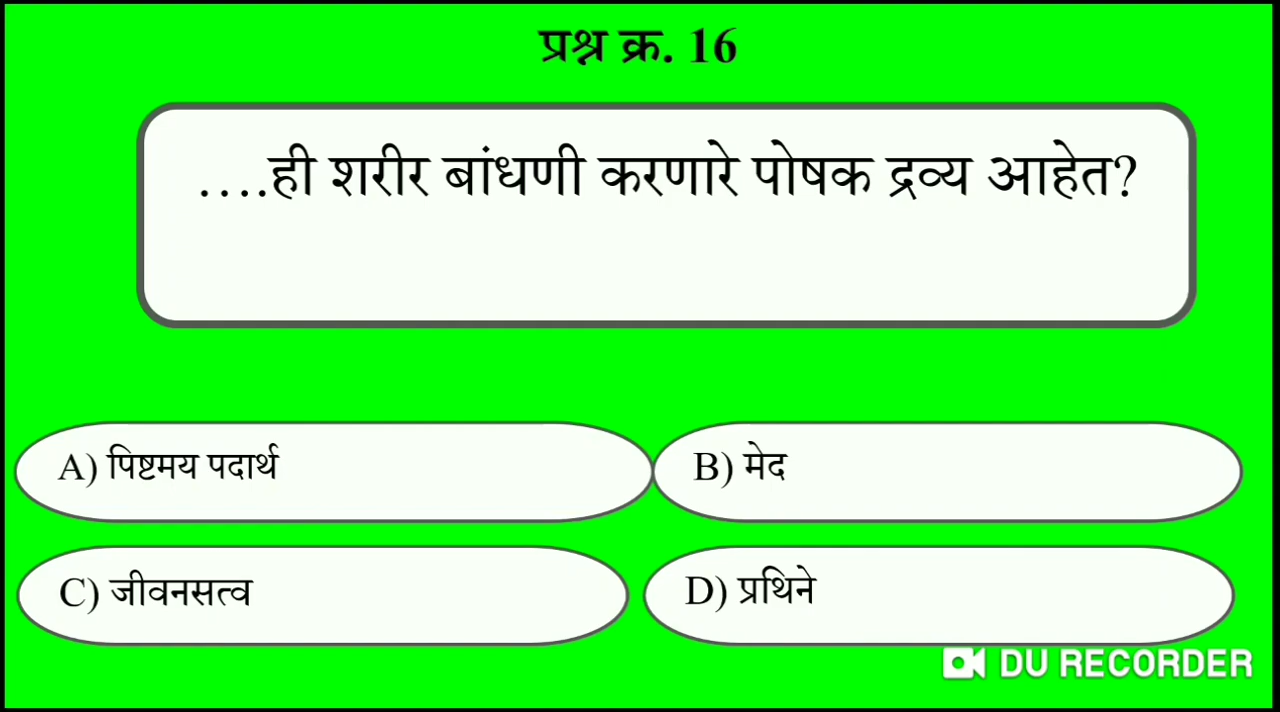 प्रश्न क्र. 16
....ही शरीर बांधणी करणारे पोषक द्रव्य आहेत?
A) पिष्टमय पदार्थ
B) मेद
C) जीवनसत्व
D) प्रथिने
DU RECORDER